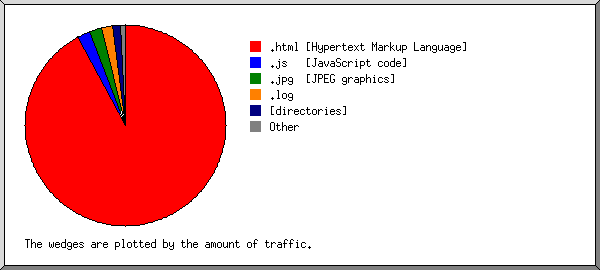 .html [Hypertext Markup Language]
.js [JavaScript code]
.jpg [JPEG graphics]
.log
[directories]
Other
The wedges are plotted by the amount of traffic.